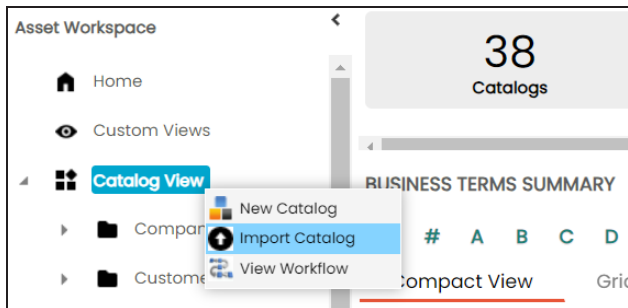 Asset Workspace
Home
Custom Views
Catalog View
New Catalog
Import Catalog
View Workflow
38
Catalogs
BUSINESS TERMS SUMMARY
# A B C D
Compact View